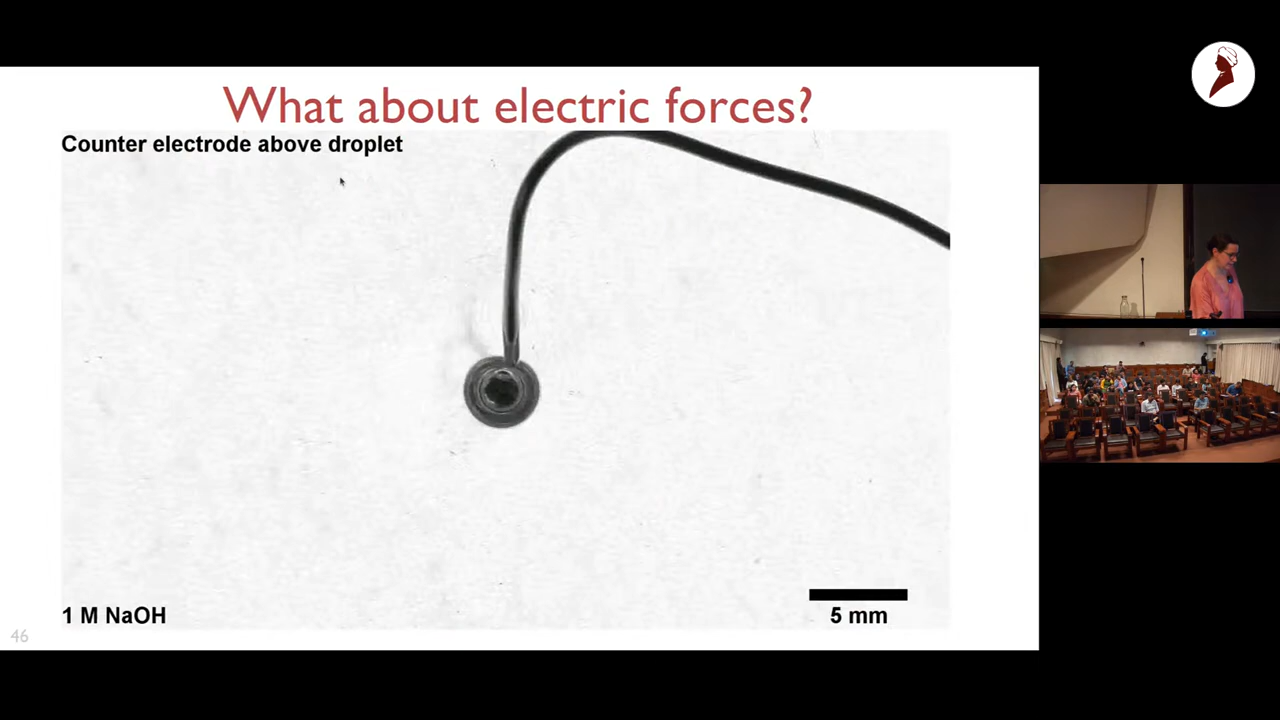 What about electric forces?
Counter electrode above droplet
1 M NaOH
5 mm
46